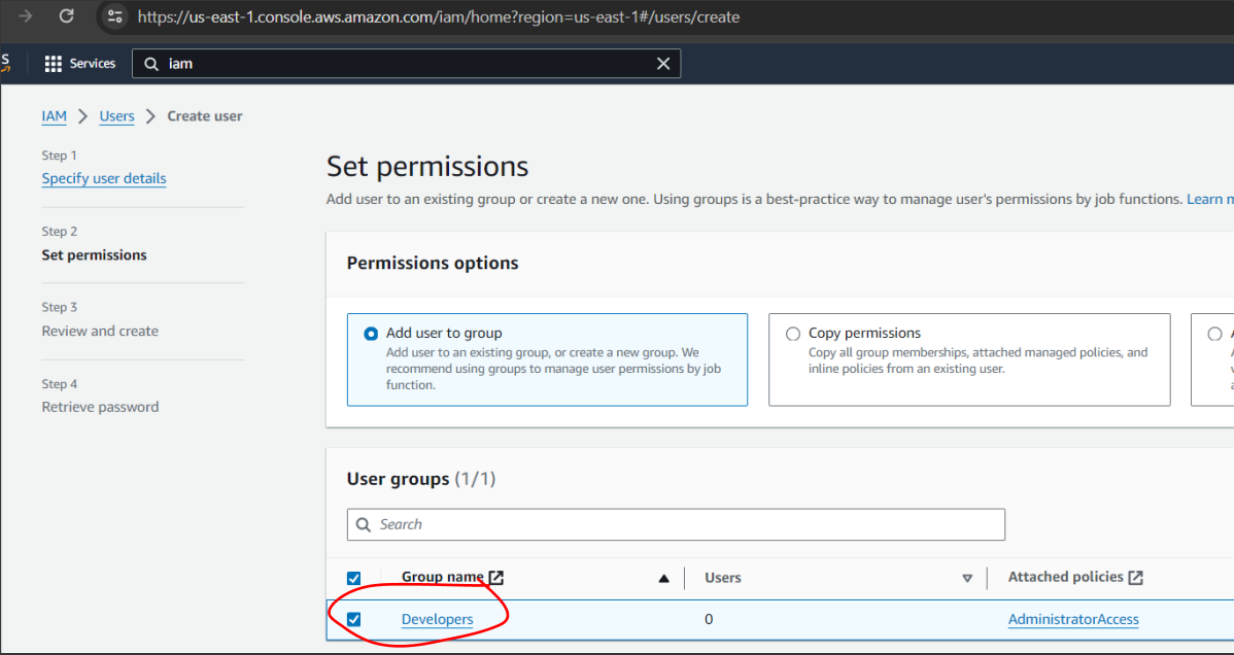 https://us-east-1.console.aws.amazon.com/iam/home?region=us-east-1#/users/create
Services
iam
IAM > Users > Create user
Step 1
Specify user details
Step 2
Set permissions
Step 3
Review and create
Step 4
Retrieve password
Set permissions
Add user to an existing group or create a new one. Using groups is a best-practice way to manage user's permissions by job functions. Learn
Permissions options
Add user to group
Add user to an existing group, or create a new group. We
recommend using groups to manage user permissions by job
function.
Copy permissions
Copy all group memberships, attached managed policies, and
inline policies from an existing user.
User groups (1/1)
Search
Group name Users Attached policies
Developers 0 AdministratorAccess